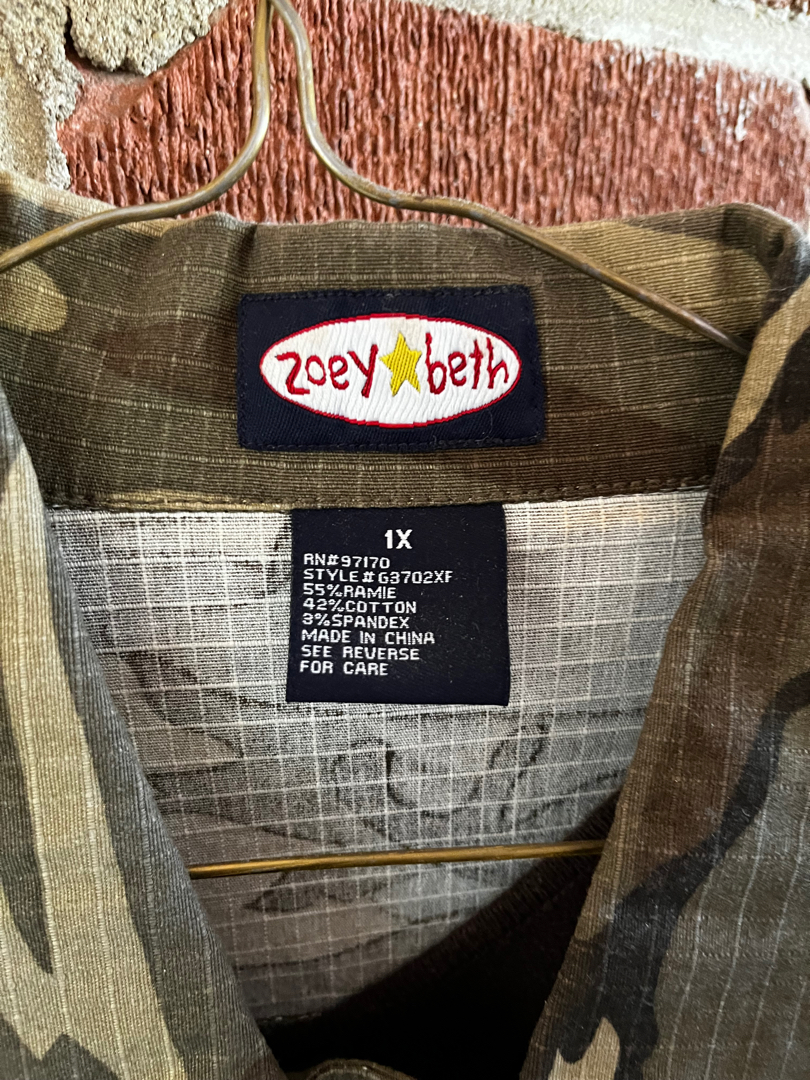 zoey beth
1X
RN#97170
STYLE#G3702XF
55%RAMIE
42%COTTON
3%SPANDEX
MADE IN CHINA
SEE REVERSE
FOR CARE